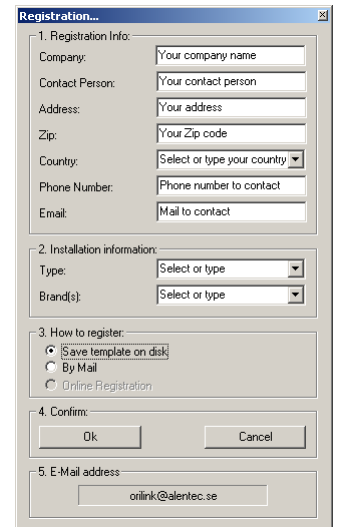 Registration...
1. Registration Info:
Company: Your company name
Contact Person: Your contact person
Address: Your address
Zip: Your Zip code
Country: Select or type your country
Phone Number: Phone number to contact
Email: Mail to contact
2. Installation information:
Type: Select or type
Brand(s): Select or type
3. How to register:
Save template on disk
By Mail
Online Registration
4. Confirm:
Ok Cancel
5. E-Mail address
orilink@alentec.se